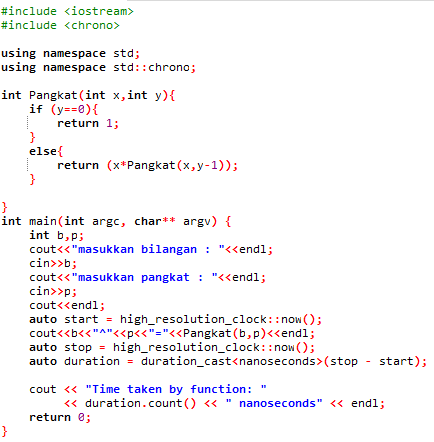 #include <iostream>
#include <chrono>

using namespace std;
using namespace std::chrono;

int Pangkat(int x,int y){
    if (y==0){
        return 1;
    }
    else{
        return (x*Pangkat(x,y-1));
    }

}
int main(int argc, char** argv) {
    int b,p;
    cout<<"masukkan bilangan : "<<endl;
    cin>>b;
    cout<<"masukkan pangkat : "<<endl;
    cin>>p;
    cout<<endl;
    auto start = high_resolution_clock::now();
    cout<<b<<"^"<<p<<"="<<Pangkat(b,p)<<endl;
    auto stop = high_resolution_clock::now();
    auto duration = duration_cast<nanoseconds>(stop - start);

    cout << "Time taken by function: "
         << duration.count() << " nanoseconds" << endl;
    return 0;
}